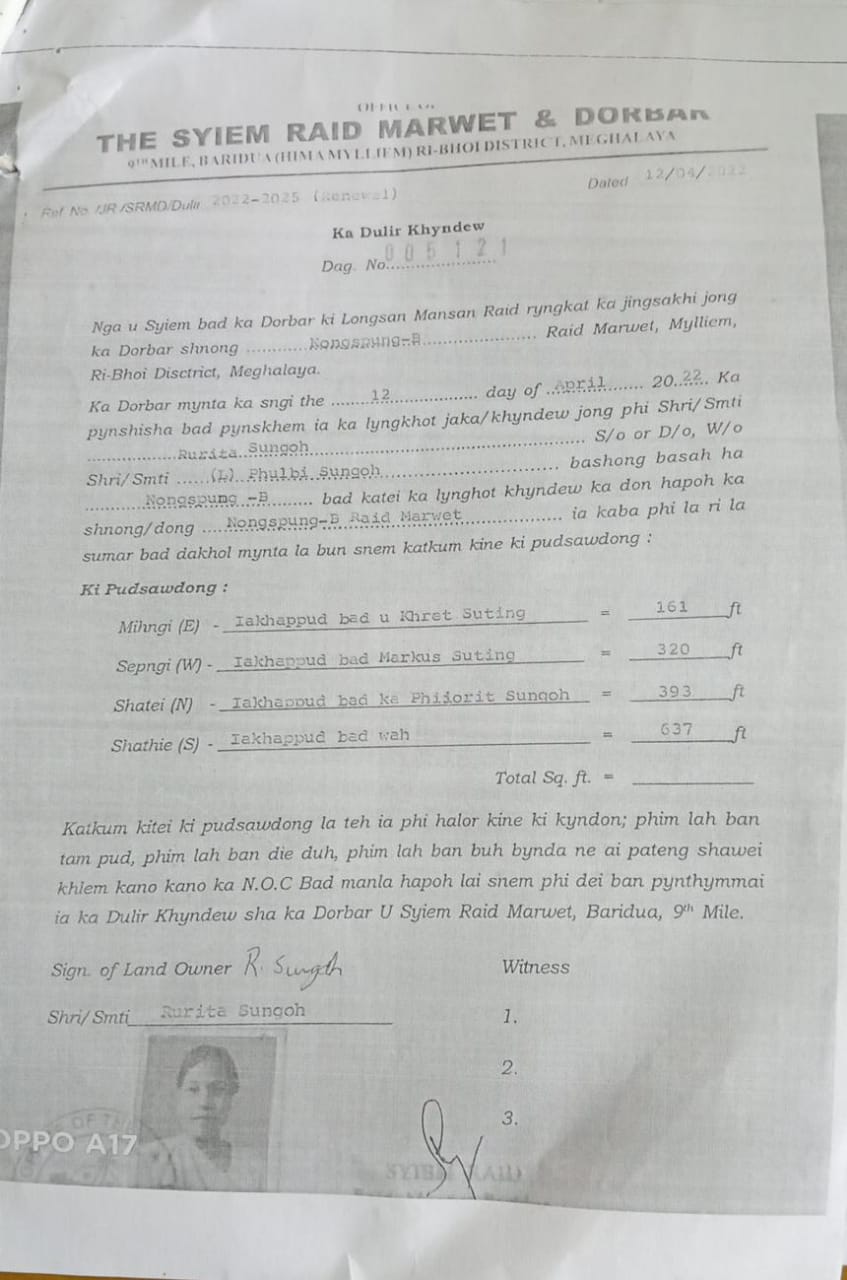 OFFICE OF
THE SYIEM RAID MARWET & DORBAR
9TH MILE, BARIDUA (HIMA MYLLIEM) RI-BHOI DISTRICT, MEGHALAYA
Ref No /JR /SRMD/Dulir 2022-2025 (Renewal) Dated 12/04/2022
Ka Dulir Khyndew
Dag. No. 005121
Nga u Syiem bad ka Dorbar ki Longsan Mansan Raid ryngkat ka jingsakhi jong
ka Dorbar shnong ............Nongspung-B...................... Raid Marwet, Mylliem,
Ri-Bhoi Disctrict, Meghalaya.
Ka Dorbar mynta ka sngi the ........12................. day of ..April....... 20..22.. Ka
pynshisha bad pynskhem ia ka lyngkhot jaka/khyndew jong phi Shri/Smti
..................Rurita Sungoh........................................ S/o or D/o, W/o
Shri/Smti ......(L) Phulbi Sungoh............................ bashong basah ha
............Nongspung -B........ bad katei ka lynghot khyndew ka don hapoh ka
shnong/dong ....Nongspung-B Raid Marwet................ ia kaba phi la ri la
sumar bad dakhol mynta la bun snem katkum kine ki pudsawdong :
Ki Pudsawdong :
Mihngi (E) - Iakhappud bad u Khret Suting = 161 ft
Sepngi (W) - Iakhappud bad Markus Suting = 320 ft
Shatei (N) - Iakhappud bad ka Phijorit Sungoh = 393 ft
Shathie (S) - Iakhappud bad wah = 637 ft
Total Sq. ft. =
Katkum kitei ki pudsawdong la teh ia phi halor kine ki kyndon; phim lah ban
tam pud, phim lah ban die duh, phim lah ban buh bynda ne ai pateng shawei
khlem kano kano ka N.O.C Bad manla hapoh lai snem phi dei ban pynthymmai
ia ka Dulir Khyndew sha ka Dorbar U Syiem Raid Marwet, Baridua, 9th Mile.
Sign. of Land Owner R. Sungoh Witness
Shri/Smti Rurita Sungoh 1.
2.
3.
OF THE
OPPO A17
SYIEM RAID